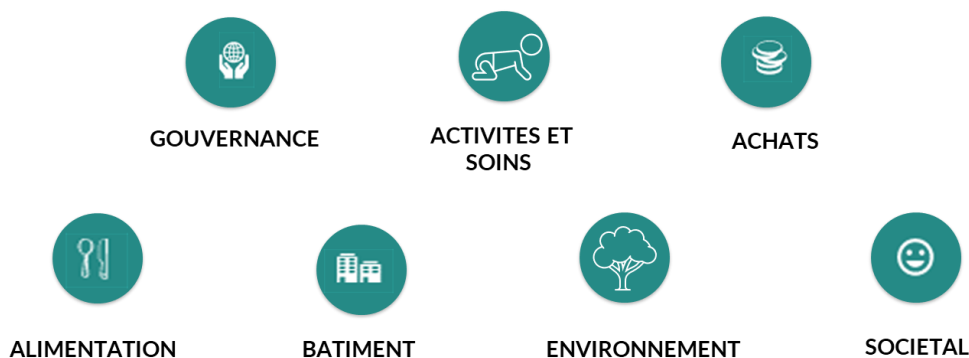 GOUVERNANCE
ACTIVITES ET
SOINS
ACHATS
ALIMENTATION
BATIMENT
ENVIRONNEMENT
SOCIETAL